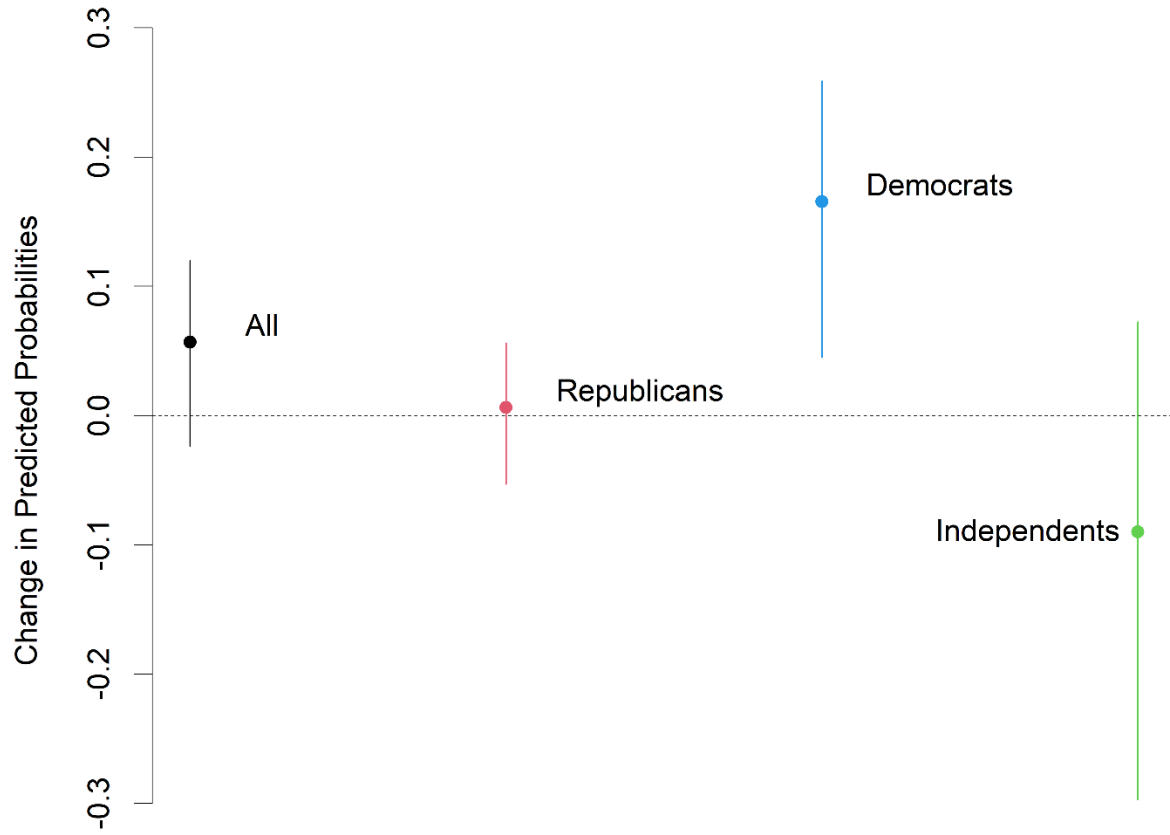 Change in Predicted Probabilities
0.3
0.2
0.1
0.0
-0.1
-0.2
-0.3
All
Republicans
Democrats
Independents